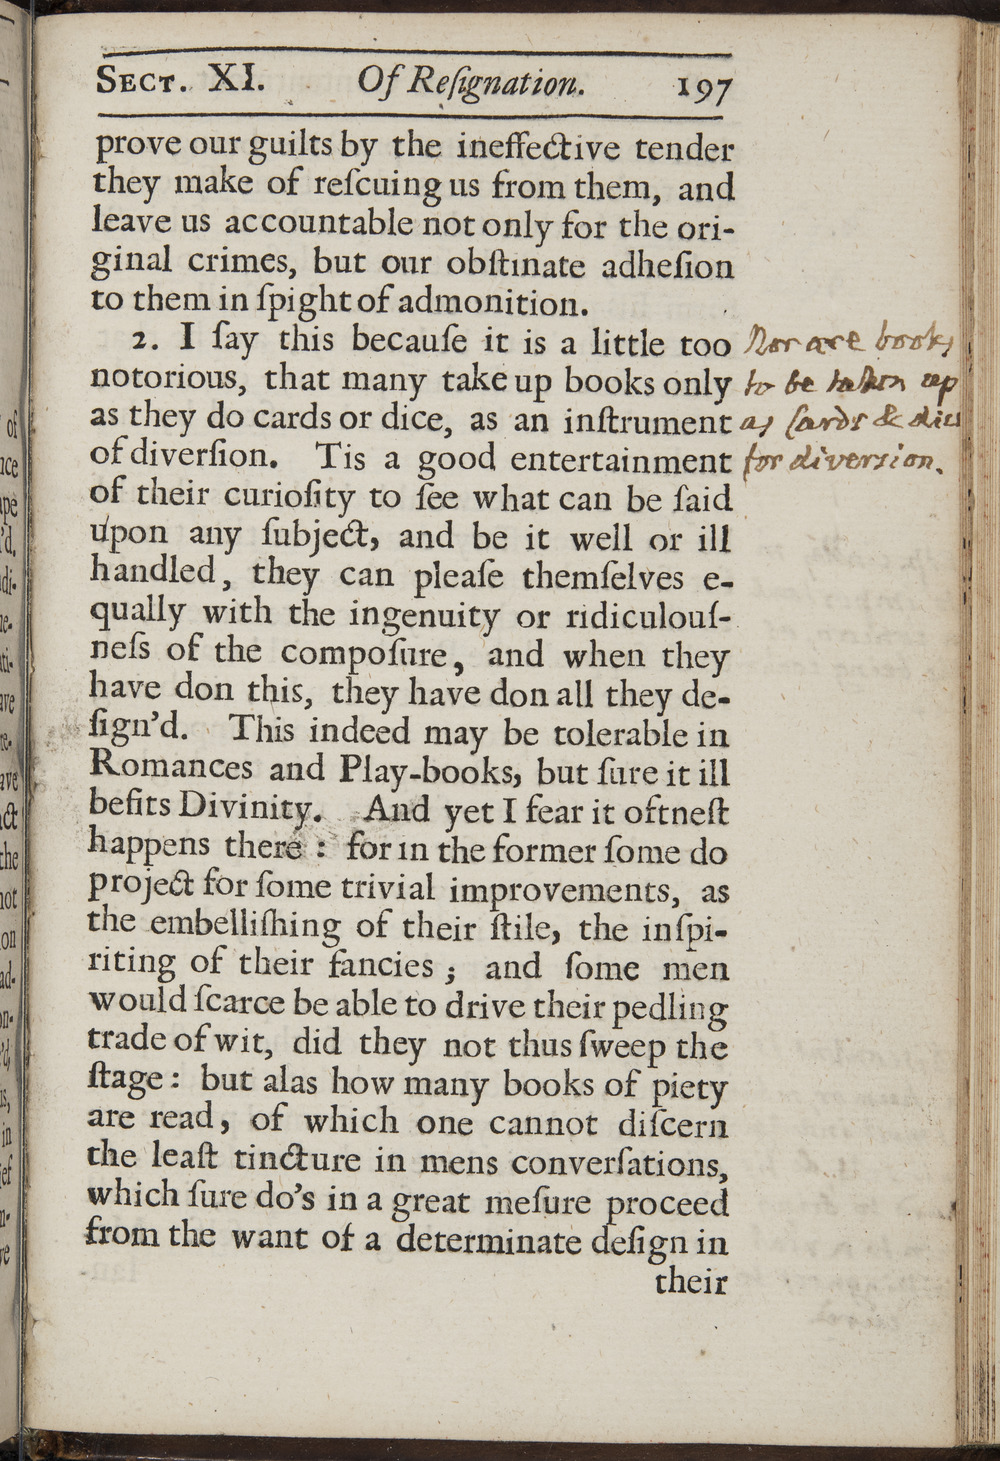 SECT. XI. Of Reſignation. 197
prove our guilts by the ineffective tender
they make of reſcuing us from them, and
leave us accountable not only for the ori-
ginal crimes, but our obſtinate adheſion
to them in ſpight of admonition.
2. I ſay this becauſe it is a little too
notorious, that many take up books only
as they do cards or dice, as an inſtrument
of diverſion. Tis a good entertainment
of their curioſity to ſee what can be ſaid
upon any ſubject, and be it well or ill
handled, they can pleaſe themſelves e-
qually with the ingenuity or ridiculouſ-
neſs of the compoſure, and when they
have don this, they have don all they de-
ſign'd. This indeed may be tolerable in
Romances and Play-books, but ſure it ill
befits Divinity. And yet I fear it oftneſt
happens there : for in the former ſome do
project for ſome trivial improvements, as
the embelliſhing of their ſtile, the inſpi-
riting of their fancies ; and ſome men
would ſcarce be able to drive their pedling
trade of wit, did they not thus ſweep the
ſtage : but alas how many books of piety
are read, of which one cannot diſcern
the leaſt tincture in mens converſations,
which ſure do's in a great meſure proceed
from the want of a determinate deſign in
their
Nor are books
to be taken up
as Cards & dice
for diversion.